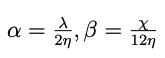 α = λ/2η, β = χ/12η